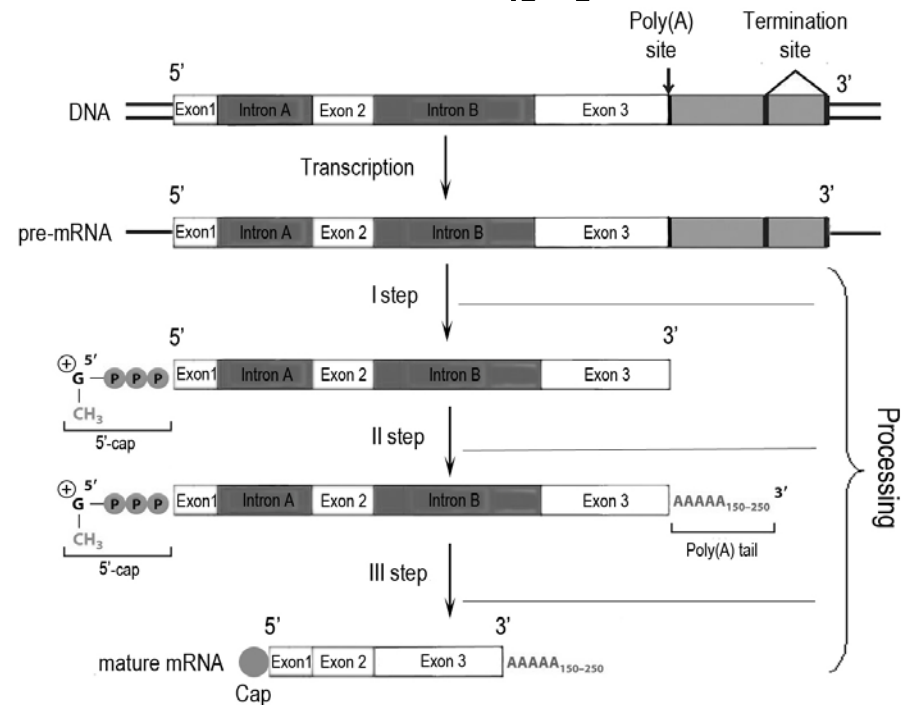 Poly(A)
site
Termination
site
5’
3’
DNA
Exon1
Intron A
Exon 2
Intron B
Exon 3
Transcription
5’
3’
pre-mRNA
Exon1
Intron A
Exon 2
Intron B
Exon 3
I step
5’
3’
+
5′
G
P
P
P
CH3
5’-cap
Exon1
Intron A
Exon 2
Intron B
Exon 3
II step
+
5′
G
P
P
P
CH3
5’-cap
Exon1
Intron A
Exon 2
Intron B
Exon 3
AAAAA150–250
3′
Poly(A) tail
III step
5’
3’
mature mRNA
Exon1
Exon 2
Exon 3
AAAAA150–250
Cap
Processing